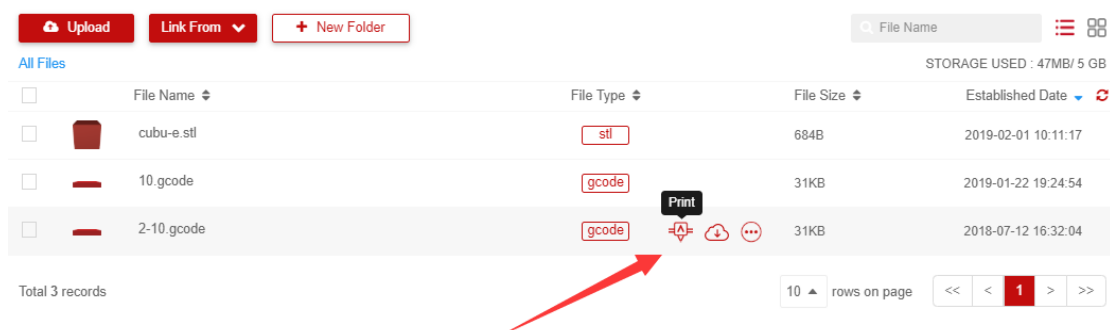 Upload Link From + New Folder File Name
All Files STORAGE USED : 47MB/ 5 GB
File Name File Type File Size Established Date
cubu-e.stl stl 684B 2019-02-01 10:11:17
10.gcode gcode 31KB 2019-01-22 19:24:54
Print
2-10.gcode gcode 31KB 2018-07-12 16:32:04
Total 3 records 10 rows on page << < 1 > >>